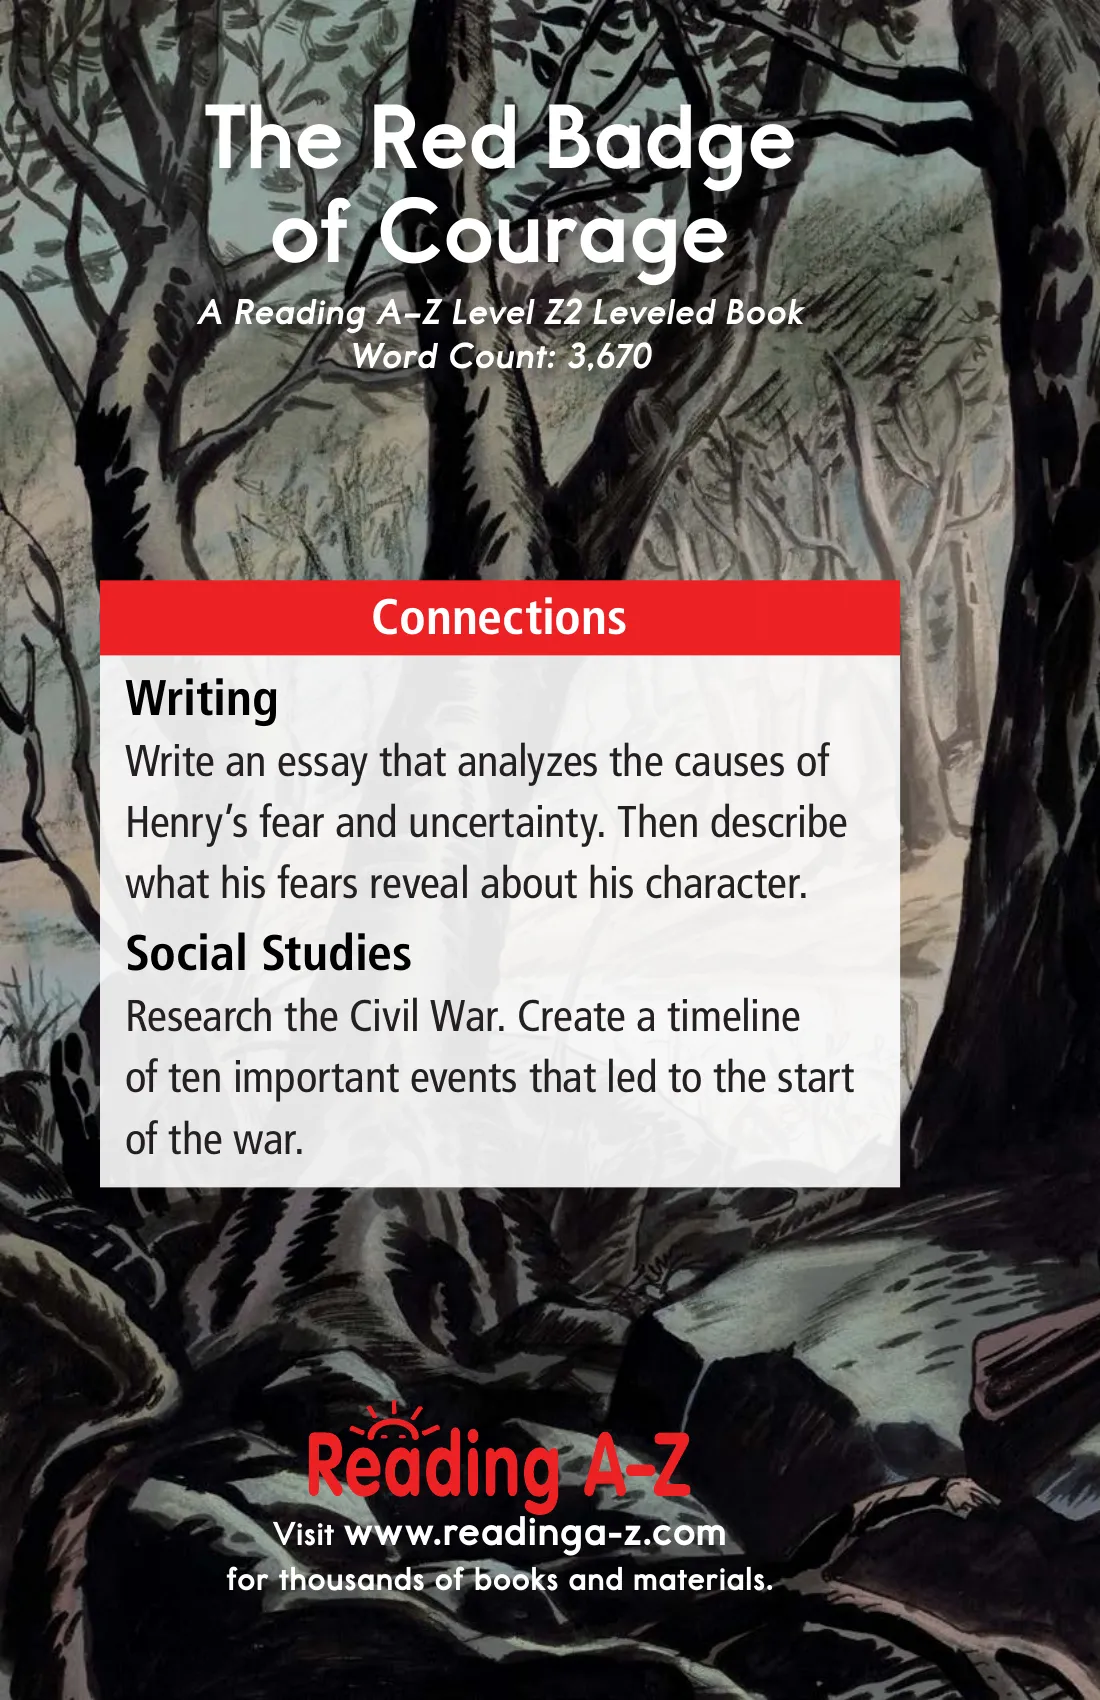 The Red Badge
of Courage
A Reading A–Z Level Z2 Leveled Book
Word Count: 3,670
Connections
Writing
Write an essay that analyzes the causes of
Henry’s fear and uncertainty. Then describe
what his fears reveal about his character.
Social Studies
Research the Civil War. Create a timeline
of ten important events that led to the start
of the war.
Reading A–Z
Visit www.readinga-z.com
for thousands of books and materials.